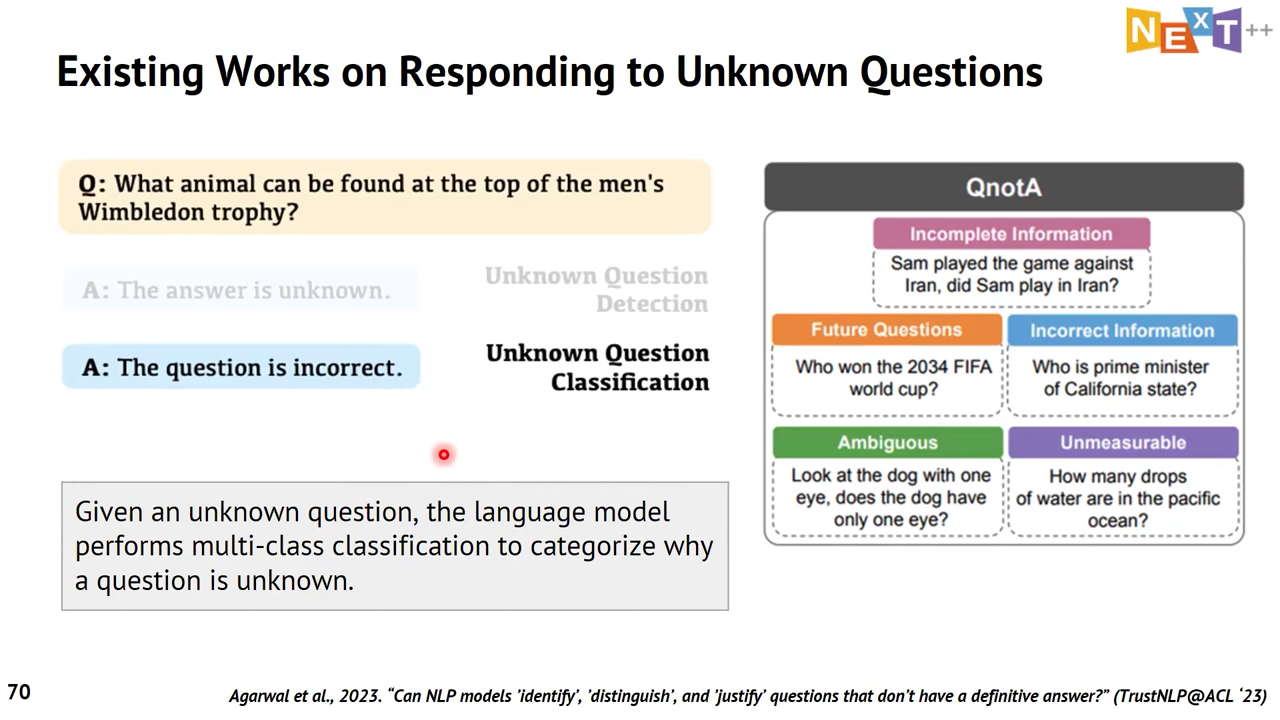 NExT++
Existing Works on Responding to Unknown Questions
Q: What animal can be found at the top of the men's
Wimbledon trophy?
A: The answer is unknown.
Unknown Question
Detection
A: The question is incorrect.
Unknown Question
Classification
Given an unknown question, the language model
performs multi-class classification to categorize why
a question is unknown.
QnotA
Incomplete Information
Sam played the game against
Iran, did Sam play in Iran?
Future Questions
Who won the 2034 FIFA
world cup?
Incorrect Information
Who is prime minister
of California state?
Ambiguous
Look at the dog with one
eye, does the dog have
only one eye?
Unmeasurable
How many drops
of water are in the pacific
ocean?
70
Agarwal et al., 2023. “Can NLP models ’identify’, ’distinguish’, and ’justify’ questions that don’t have a definitive answer?” (TrustNLP@ACL ‘23)